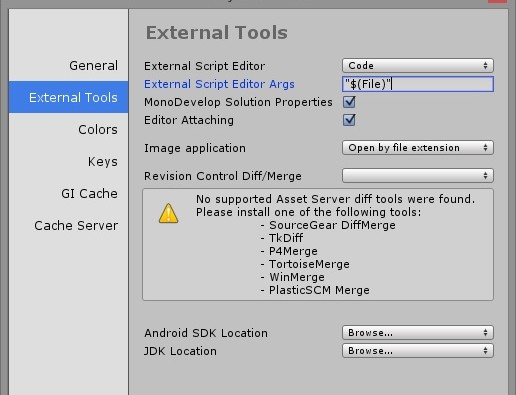 External Tools
General
External Tools
Colors
Keys
GI Cache
Cache Server
External Script Editor Code
External Script Editor Args "$(File)"
MonoDevelop Solution Properties
Editor Attaching
Image application Open by file extension
Revision Control Diff/Merge
No supported Asset Server diff tools were found.
Please install one of the following tools:
- SourceGear DiffMerge
- TkDiff
- P4Merge
- TortoiseMerge
- WinMerge
- PlasticSCM Merge
Android SDK Location Browse...
JDK Location Browse...